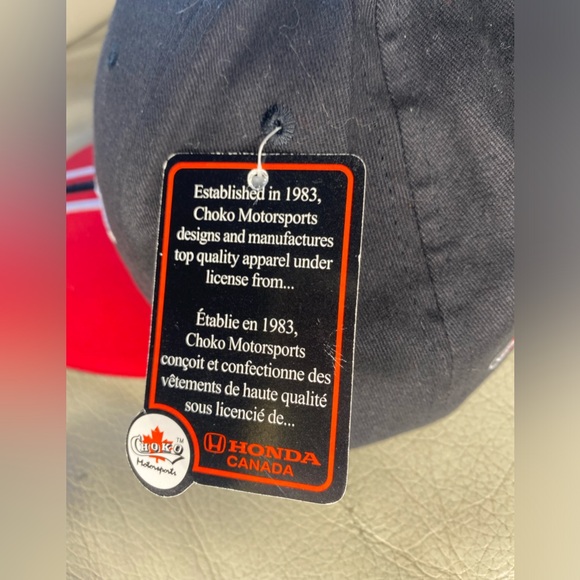 Established in 1983,
Choko Motorsports
designs and manufactures
top quality apparel under
license from...
Établie en 1983,
Choko Motorsports
conçoit et confectionne des
vêtements de haute qualité
sous licencié de...
CHOKO™
Motorsports
HONDA
CANADA